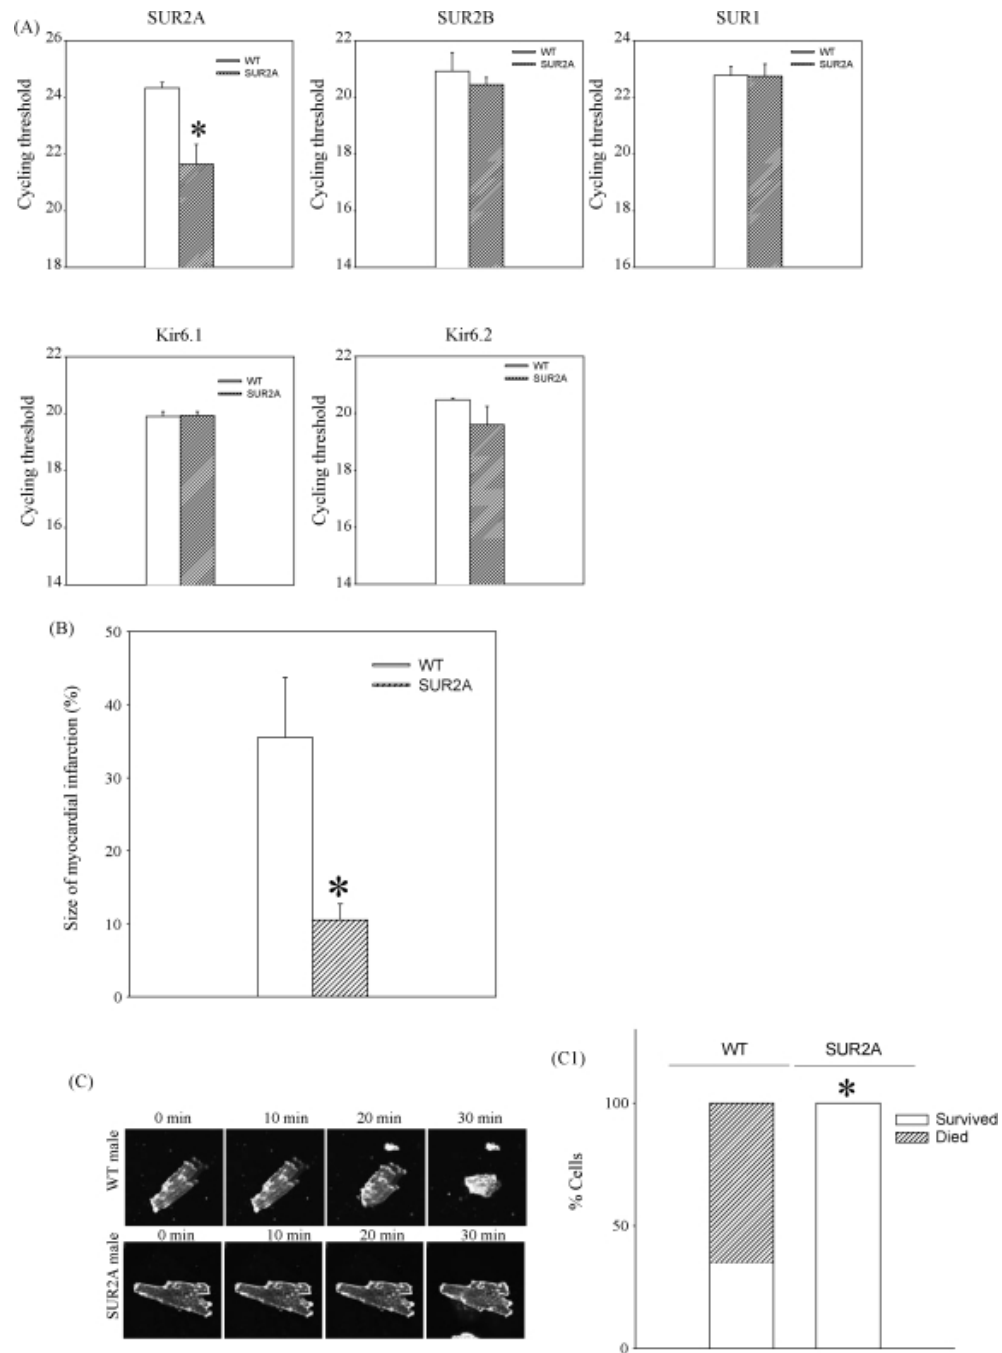 (A)
SUR2A
26
24
22
20
18
Cycling threshold
WT
SUR2A
*
SUR2B
22
20
18
16
14
Cycling threshold
WT
SUR2A
SUR1
24
22
20
18
16
Cycling threshold
WT
SUR2A
Kir6.1
22
20
18
16
14
Cycling threshold
WT
SUR2A
Kir6.2
22
20
18
16
14
Cycling threshold
WT
SUR2A
(B)
50
40
30
20
10
0
Size of myocardial infarction (%)
WT
SUR2A
*
(C)
0 min 10 min 20 min 30 min
WT male
0 min 10 min 20 min 30 min
SUR2A male
(C1)
WT SUR2A
*
100
50
0
% Cells
Survived
Died